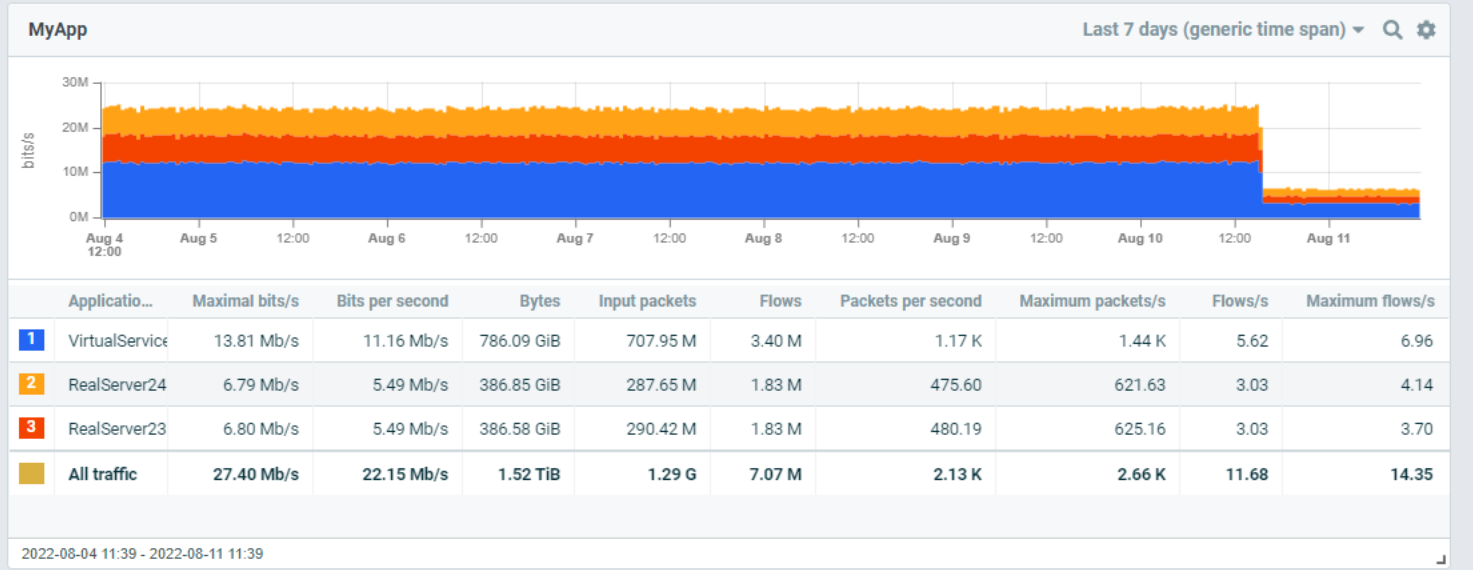 MyApp Last 7 days (generic time span)
30M
20M
10M
0M
bits/s
Aug 4 Aug 5 12:00 Aug 6 12:00 Aug 7 12:00 Aug 8 12:00 Aug 9 12:00 Aug 10 12:00 Aug 11
12:00
Applicatio... Maximal bits/s Bits per second Bytes Input packets Flows Packets per second Maximum packets/s Flows/s Maximum flows/s
1 VirtualService 13.81 Mb/s 11.16 Mb/s 786.09 GiB 707.95 M 3.40 M 1.17 K 1.44 K 5.62 6.96
2 RealServer24 6.79 Mb/s 5.49 Mb/s 386.85 GiB 287.65 M 1.83 M 475.60 621.63 3.03 4.14
3 RealServer23 6.80 Mb/s 5.49 Mb/s 386.58 GiB 290.42 M 1.83 M 480.19 625.16 3.03 3.70
All traffic 27.40 Mb/s 22.15 Mb/s 1.52 TiB 1.29 G 7.07 M 2.13 K 2.66 K 11.68 14.35
2022-08-04 11:39 - 2022-08-11 11:39